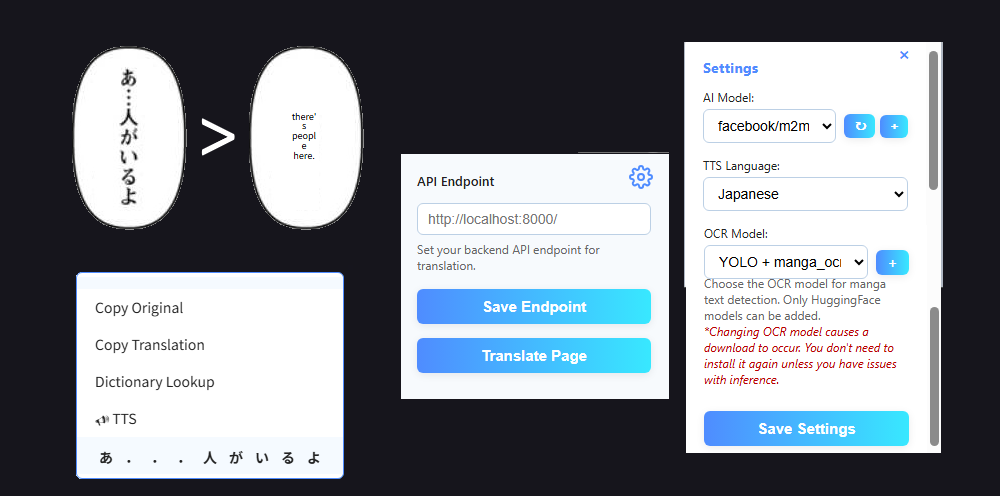 あ…人がいるよ
>
there'
s
peopl
e
here.
Copy Original
Copy Translation
Dictionary Lookup
TTS
あ . . . 人 が い る よ
API Endpoint
http://localhost:8000/
Set your backend API endpoint for
translation.
Save Endpoint
Translate Page
×
Settings
AI Model:
facebook/m2m
↻ +
TTS Language:
Japanese
OCR Model:
YOLO + manga_oci
+
Choose the OCR model for manga
text detection. Only HuggingFace
models can be added.
*Changing OCR model causes a
download to occur. You don't need to
install it again unless you have issues
with inference.
Save Settings